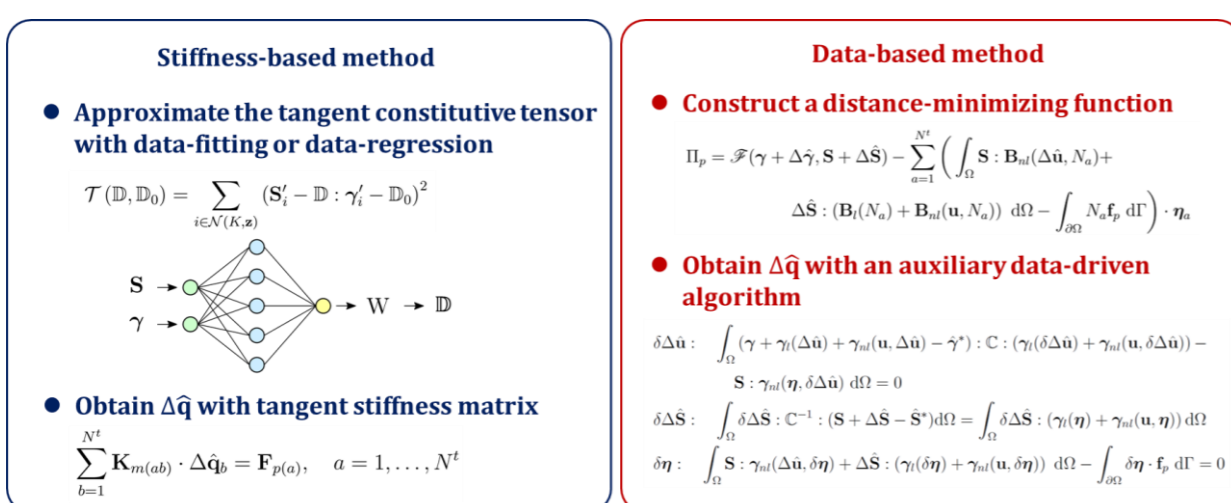 Stiffness-based method
● Approximate the tangent constitutive tensor
with data-fitting or data-regression
𝒯 (𝔻, 𝔻₀) = ∑_{i∈𝒩(K,𝐳)} (𝐒′ᵢ − 𝔻 : 𝜸′ᵢ − 𝔻₀)²
𝐒
𝜸
W → 𝔻
● Obtain Δq̂ with tangent stiffness matrix
∑_{b=1}^{Nᵗ} 𝐊_{m(ab)} · Δ𝐪̂_b = 𝐅_{p(a)}, a = 1, . . . , Nᵗ
Data-based method
● Construct a distance-minimizing function
Π_p = ℱ(𝜸 + Δ𝜸̂, 𝐒 + Δ𝐒̂) − ∑_{a=1}^{Nᵗ} ( ∫_Ω 𝐒 : 𝐁_{nl}(Δ𝐮̂, N_a)+
Δ𝐒̂ : (𝐁_l(N_a) + 𝐁_{nl}(𝐮, N_a)) dΩ − ∫_{∂Ω} N_a 𝐟_p dΓ ) · 𝜼_a
● Obtain Δq̂ with an auxiliary data-driven
algorithm
δΔ𝐮̂ : ∫_Ω (𝜸 + 𝜸_l(Δ𝐮̂) + 𝜸_{nl}(𝐮, Δ𝐮̂) − 𝜸̂*) : ℂ : (𝜸_l(δΔ𝐮̂) + 𝜸_{nl}(𝐮, δΔ𝐮̂)) −
𝐒 : 𝜸_{nl}(𝜼, δΔ𝐮̂) dΩ = 0
δΔ𝐒̂ : ∫_Ω δΔ𝐒̂ : ℂ⁻¹ : (𝐒 + Δ𝐒̂ − 𝐒̂*)dΩ = ∫_Ω δΔ𝐒̂ : (𝜸_l(𝜼) + 𝜸_{nl}(𝐮, 𝜼)) dΩ
δ𝜼 : ∫_Ω 𝐒 : 𝜸_{nl}(Δ𝐮̂, δ𝜼) + Δ𝐒̂ : (𝜸_l(δ𝜼) + 𝜸_{nl}(𝐮, δ𝜼)) dΩ − ∫_{∂Ω} δ𝜼 · 𝐟_p dΓ = 0